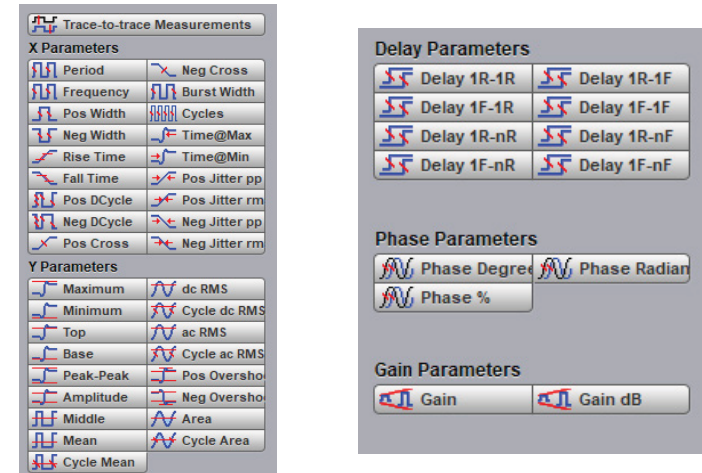 Trace-to-trace Measurements
X Parameters
Period
Neg Cross
Frequency
Burst Width
Pos Width
Cycles
Neg Width
Time@Max
Rise Time
Time@Min
Fall Time
Pos Jitter pp
Pos DCycle
Pos Jitter rm
Neg DCycle
Neg Jitter pp
Pos Cross
Neg Jitter rm
Y Parameters
Maximum
dc RMS
Minimum
Cycle dc RMS
Top
ac RMS
Base
Cycle ac RMS
Peak-Peak
Pos Oversho
Amplitude
Neg Oversho
Middle
Area
Mean
Cycle Area
Cycle Mean
Delay Parameters
Delay 1R-1R
Delay 1R-1F
Delay 1F-1R
Delay 1F-1F
Delay 1R-nR
Delay 1R-nF
Delay 1F-nR
Delay 1F-nF
Phase Parameters
Phase Degree
Phase Radian
Phase %
Gain Parameters
Gain
Gain dB